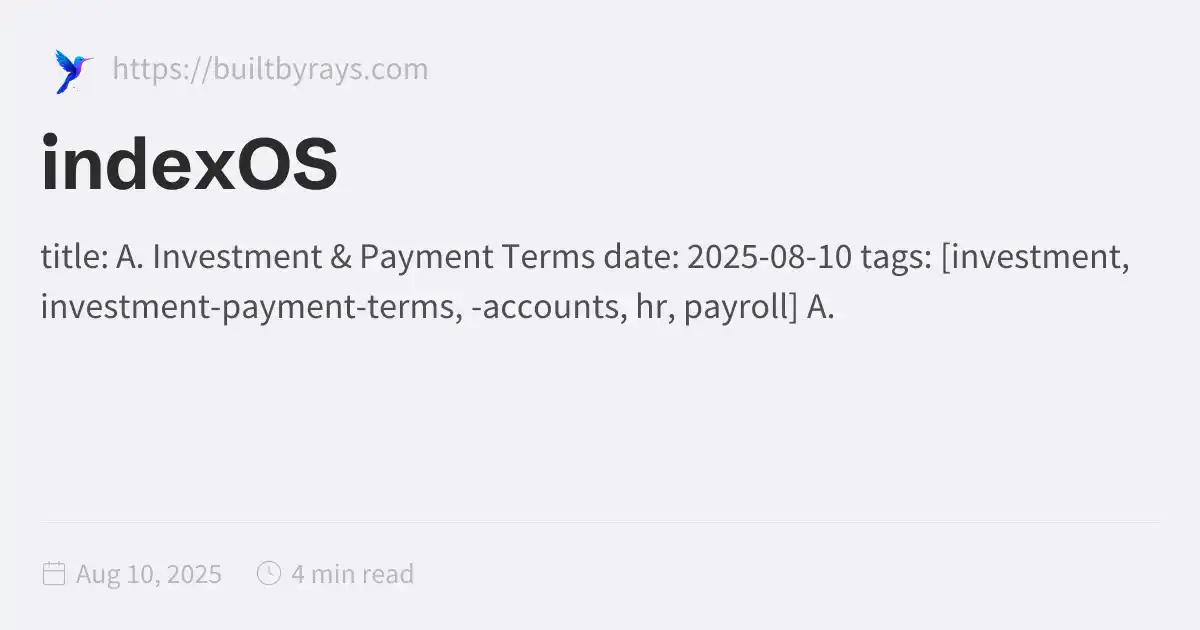 https://builtbyrays.com
indexOS
title: A. Investment & Payment Terms date: 2025-08-10 tags: [investment,
investment-payment-terms, -accounts, hr, payroll] A.
Aug 10, 2025 4 min read